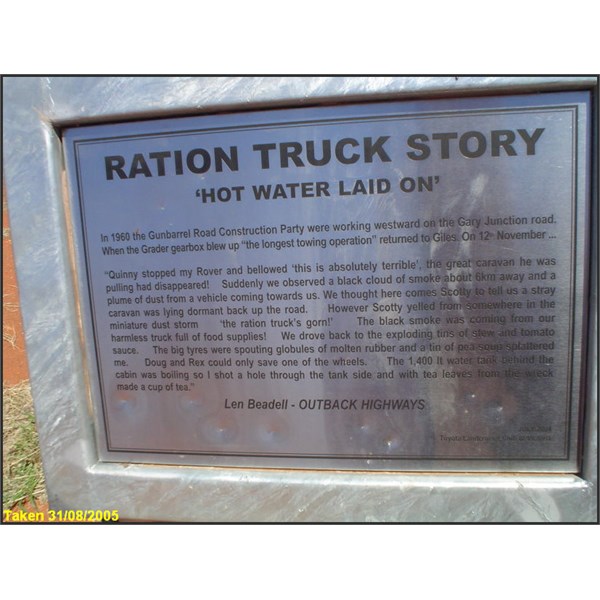 RATION TRUCK STORY
'HOT WATER LAID ON'
In 1960 the Gunbarrel Road Construction Party were working westward on the Gary Junction road.
When the Grader gearbox blew up "the longest towing operation" returned to Giles. On 12th November ...
"Quinny stopped my Rover and bellowed 'this is absolutely terrible', the great caravan he was
pulling had disappeared! Suddenly we observed a black cloud of smoke about 6km away and a
plume of dust from a vehicle coming towards us. We thought here comes Scotty to tell us a stray
caravan was lying dormant back up the road. However Scotty yelled from somewhere in the
miniature dust storm 'the ration truck's gorn!' The black smoke was coming from our
harmless truck full of food supplies! We drove back to the exploding tins of stew and tomato
sauce. The big tyres were spouting globules of molten rubber and a tin of pea soup splattered
me. Doug and Rex could only save one of the wheels. The 1,400 lt water tank behind the
cabin was boiling so I shot a hole through the tank side and with tea leaves from the wreck
made a cup of tea."
Len Beadell - OUTBACK HIGHWAYS
Taken 31/08/2005